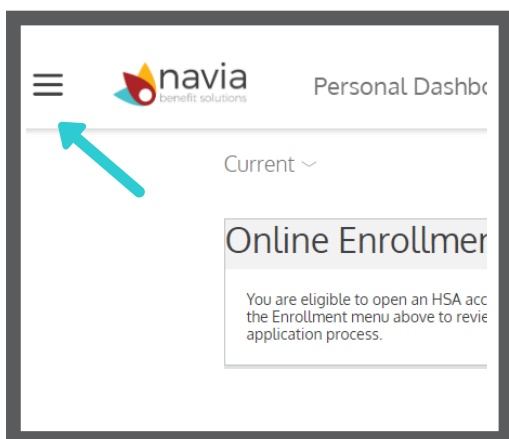 navia
benefit solutions
Personal Dashbo
Current
Online Enrollmer
You are eligible to open an HSA acc
the Enrollment menu above to revie
application process.